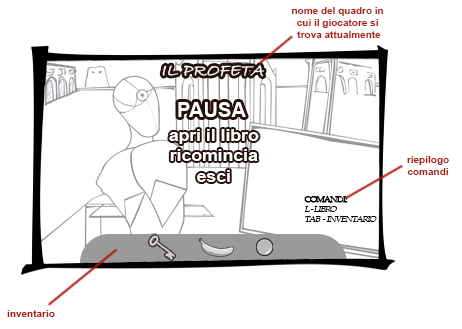 nome del quadro in
cui il giocatore si
trova attualmente
IL PROFETA
PAUSA
apri il libro
ricomincia
esci
riepilogo
comandi
COMANDI:
L - LIBRO
TAB - INVENTARIO
inventario